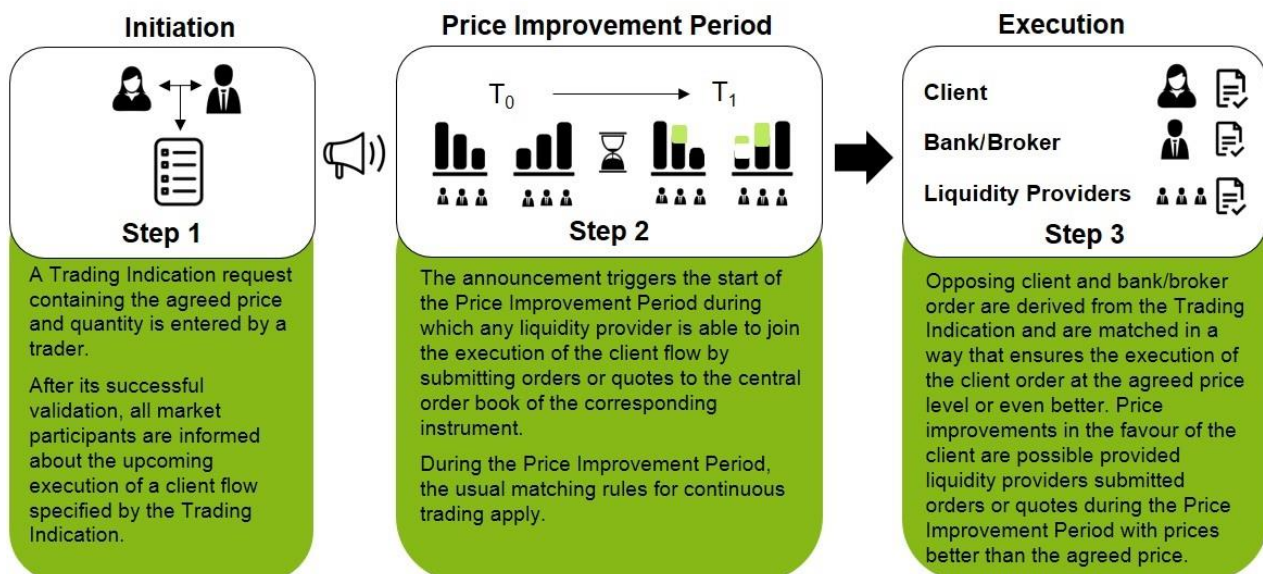 Initiation
A Trading Indication request
containing the agreed price
and quantity is entered by a
trader.
After its successful
validation, all market
participants are informed
about the upcoming
execution of a client flow
specified by the Trading
Indication.
Step 1
Price Improvement Period
T0
T1
Step 2
The announcement triggers the start of
the Price Improvement Period during
which any liquidity provider is able to join
the execution of the client flow by
submitting orders or quotes to the central
order book of the corresponding
instrument.
During the Price Improvement Period,
the usual matching rules for continuous
trading apply.
Execution
Client
Bank/Broker
Liquidity Providers
Step 3
Opposing client and bank/broker
order are derived from the Trading
Indication and are matched in a
way that ensures the execution of
the client order at the agreed price
level or even better. Price
improvements in the favour of the
client are possible provided
liquidity providers submitted
orders or quotes during the Price
Improvement Period with prices
better than the agreed price.